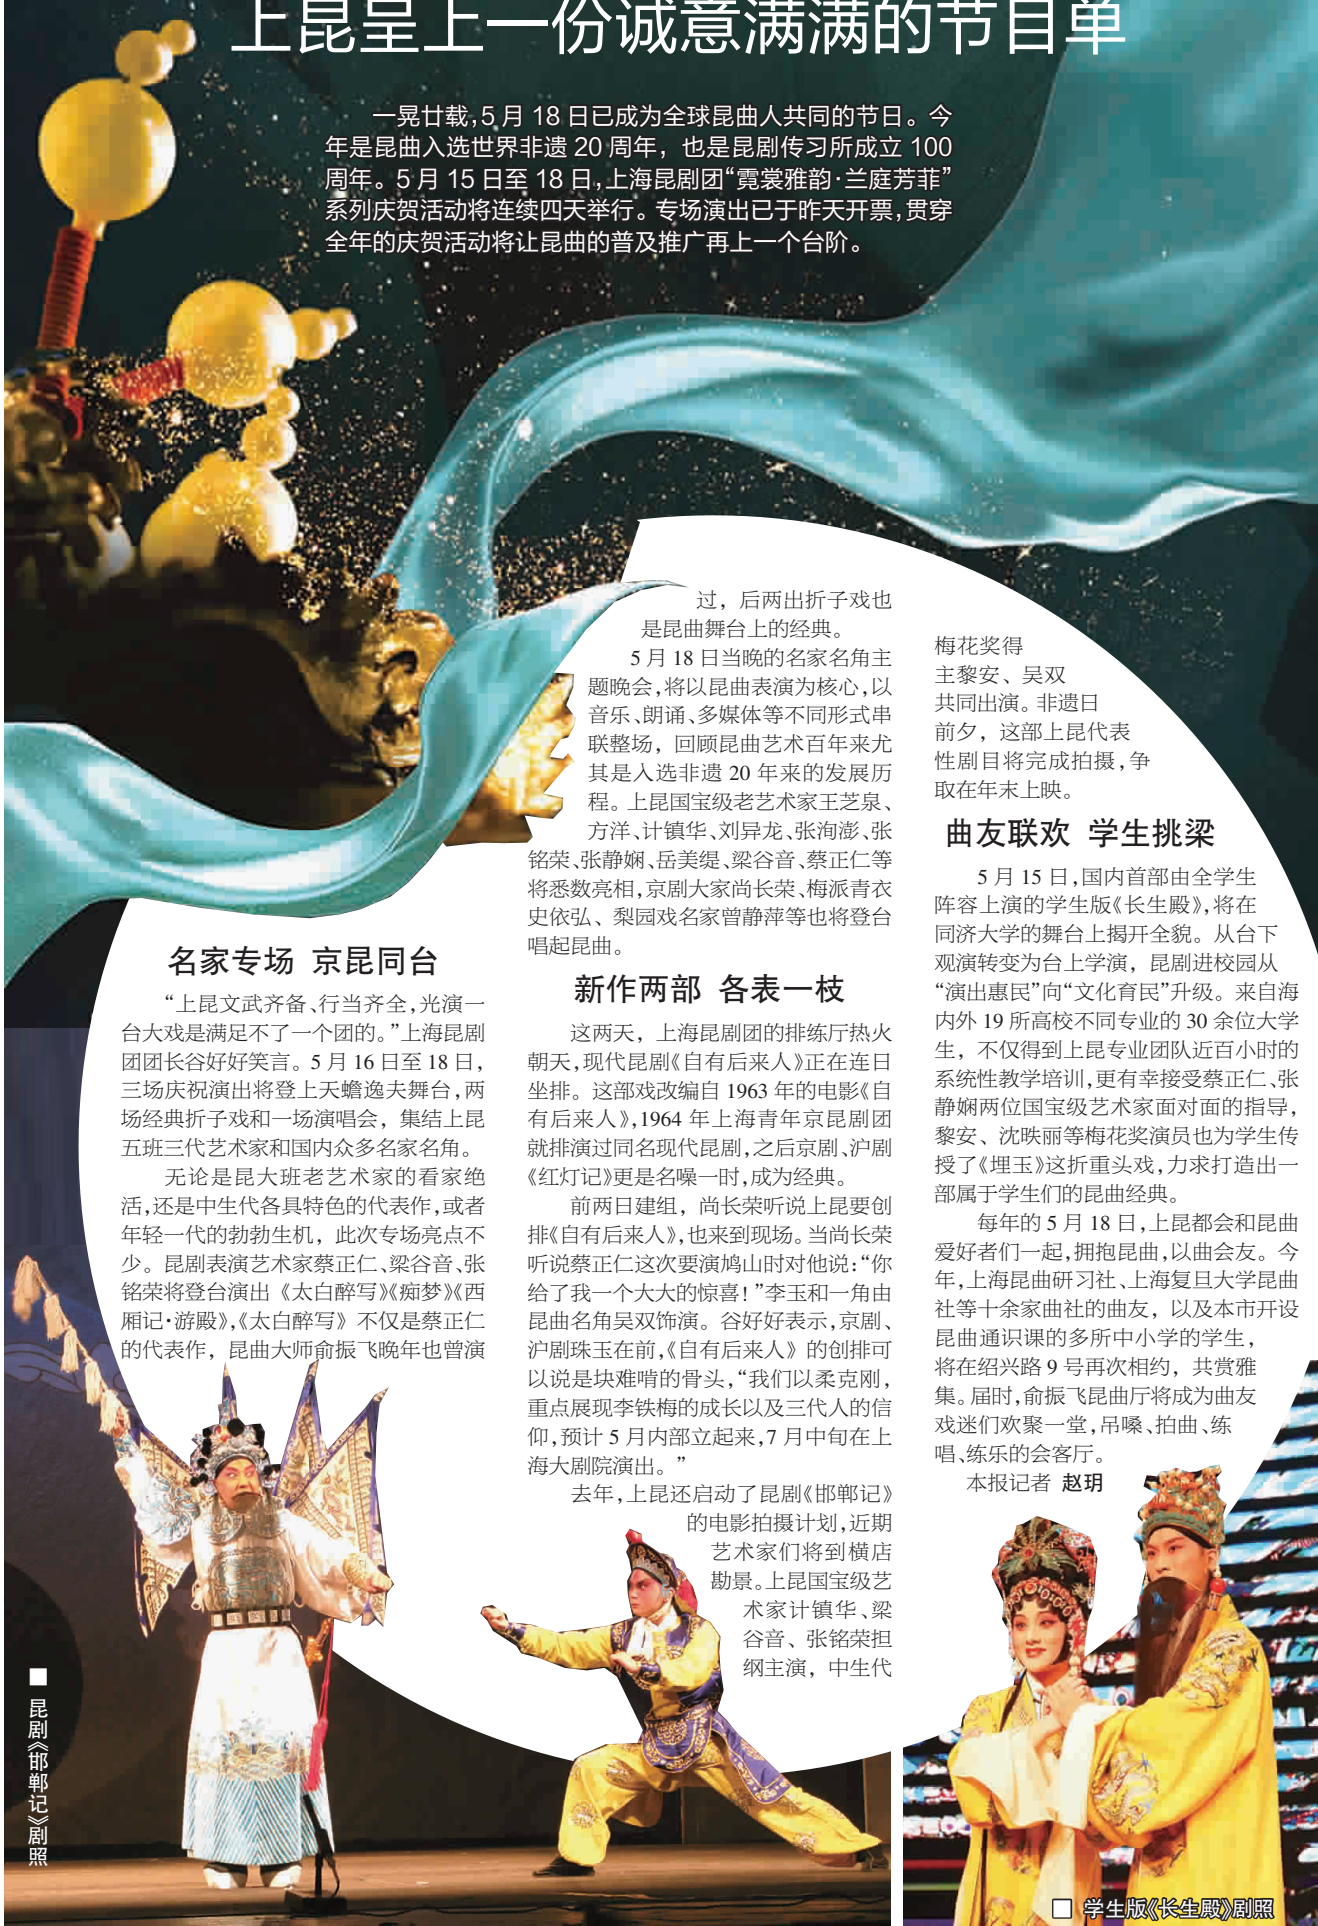 上昆呈上一份诚意满满的节目单
一晃廿载，5月18日已成为全球昆曲人共同的节日。今
年是昆曲入选世界非遗20周年，也是昆剧传习所成立100
周年。5月15日至18日，上海昆剧团“霓裳雅韵·兰庭芳菲”
系列庆贺活动将连续四天举行。专场演出已于昨天开票，贯穿
全年的庆贺活动将让昆曲的普及推广再上一个台阶。
名家专场 京昆同台
“上昆文武齐备、行当齐全，光演一
台大戏是满足不了一个团的。”上海昆剧
团团长谷好好笑言。5月16日至18日，
三场庆祝演出将登上天蟾逸夫舞台，两
场经典折子戏和一场演唱会，集结上昆
五班三代艺术家和国内众多名家名角。
无论是昆大班老艺术家的看家绝
活，还是中生代各具特色的代表作，或者
年轻一代的勃勃生机，此次专场亮点不
少。昆剧表演艺术家蔡正仁、梁谷音、张
铭荣将登台演出《太白醉写》《痴梦》《西
厢记·游殿》，《太白醉写》不仅是蔡正仁
的代表作，昆曲大师俞振飞晚年也曾演
过，后两出折子戏也
是昆曲舞台上的经典。
5月18日当晚的名家名角主
题晚会，将以昆曲表演为核心，以
音乐、朗诵、多媒体等不同形式串
联整场，回顾昆曲艺术百年来尤
其是入选非遗20年来的发展历
程。上昆国宝级老艺术家王芝泉、
方洋、计镇华、刘异龙、张洵澎、张
铭荣、张静娴、岳美缇、梁谷音、蔡正仁等
将悉数亮相，京剧大家尚长荣、梅派青衣
史依弘、梨园戏名家曾静萍等也将登台
唱起昆曲。
新作两部 各表一枝
这两天，上海昆剧团的排练厅热火
朝天，现代昆剧《自有后来人》正在连日
坐排。这部戏改编自1963年的电影《自
有后来人》，1964年上海青年京昆剧团
就排演过同名现代昆剧，之后京剧、沪剧
《红灯记》更是名噪一时，成为经典。
前两日建组，尚长荣听说上昆要创
排《自有后来人》，也来到现场。当尚长荣
听说蔡正仁这次要演鸠山时对他说：“你
给了我一个大大的惊喜！”李玉和一角由
昆曲名角吴双饰演。谷好好表示，京剧、
沪剧珠玉在前，《自有后来人》的创排可
以说是块难啃的骨头，“我们以柔克刚，
重点展现李铁梅的成长以及三代人的信
仰，预计5月内部立起来，7月中旬在上
海大剧院演出。”
去年，上昆还启动了昆剧《邯郸记》
的电影拍摄计划，近期
艺术家们将到横店
勘景。上昆国宝级艺
术家计镇华、梁
谷音、张铭荣担
纲主演，中生代
梅花奖得
主黎安、吴双
共同出演。非遗日
前夕，这部上昆代表
性剧目将完成拍摄，争
取在年末上映。
曲友联欢 学生挑梁
5月15日，国内首部由全学生
阵容上演的学生版《长生殿》，将在
同济大学的舞台上揭开全貌。从台下
观演转变为台上学演，昆剧进校园从
“演出惠民”向“文化育民”升级。来自海
内外19所高校不同专业的30余位大学
生，不仅得到上昆专业团队近百小时的
系统性教学培训，更有幸接受蔡正仁、张
静娴两位国宝级艺术家面对面的指导，
黎安、沈昳丽等梅花奖演员也为学生传
授了《埋玉》这折重头戏，力求打造出一
部属于学生们的昆曲经典。
每年的5月18日，上昆都会和昆曲
爱好者们一起，拥抱昆曲，以曲会友。今
年，上海昆曲研习社、上海复旦大学昆曲
社等十余家曲社的曲友，以及本市开设
昆曲通识课的多所中小学的学生，
将在绍兴路9号再次相约，共赏雅
集。届时，俞振飞昆曲厅将成为曲友
戏迷们欢聚一堂，吊嗓、拍曲、练
唱、练乐的会客厅。
本报记者 赵玥
■ 昆剧《邯郸记》剧照
□ 学生版《长生殿》剧照